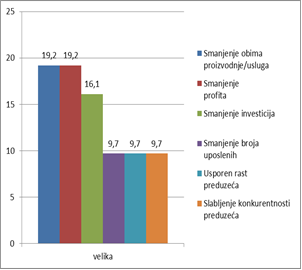 25
20
15
10
5
0
19,2
19,2
16,1
9,7
9,7
9,7
velika
Smanjenje obima
proizvodnje/usluga
Smanjenje
profita
Smanjenje investicija
Smanjenje broja
uposlenih
Usporen rast
preduzeća
Slabljenje konkurentnosti
preduzeća